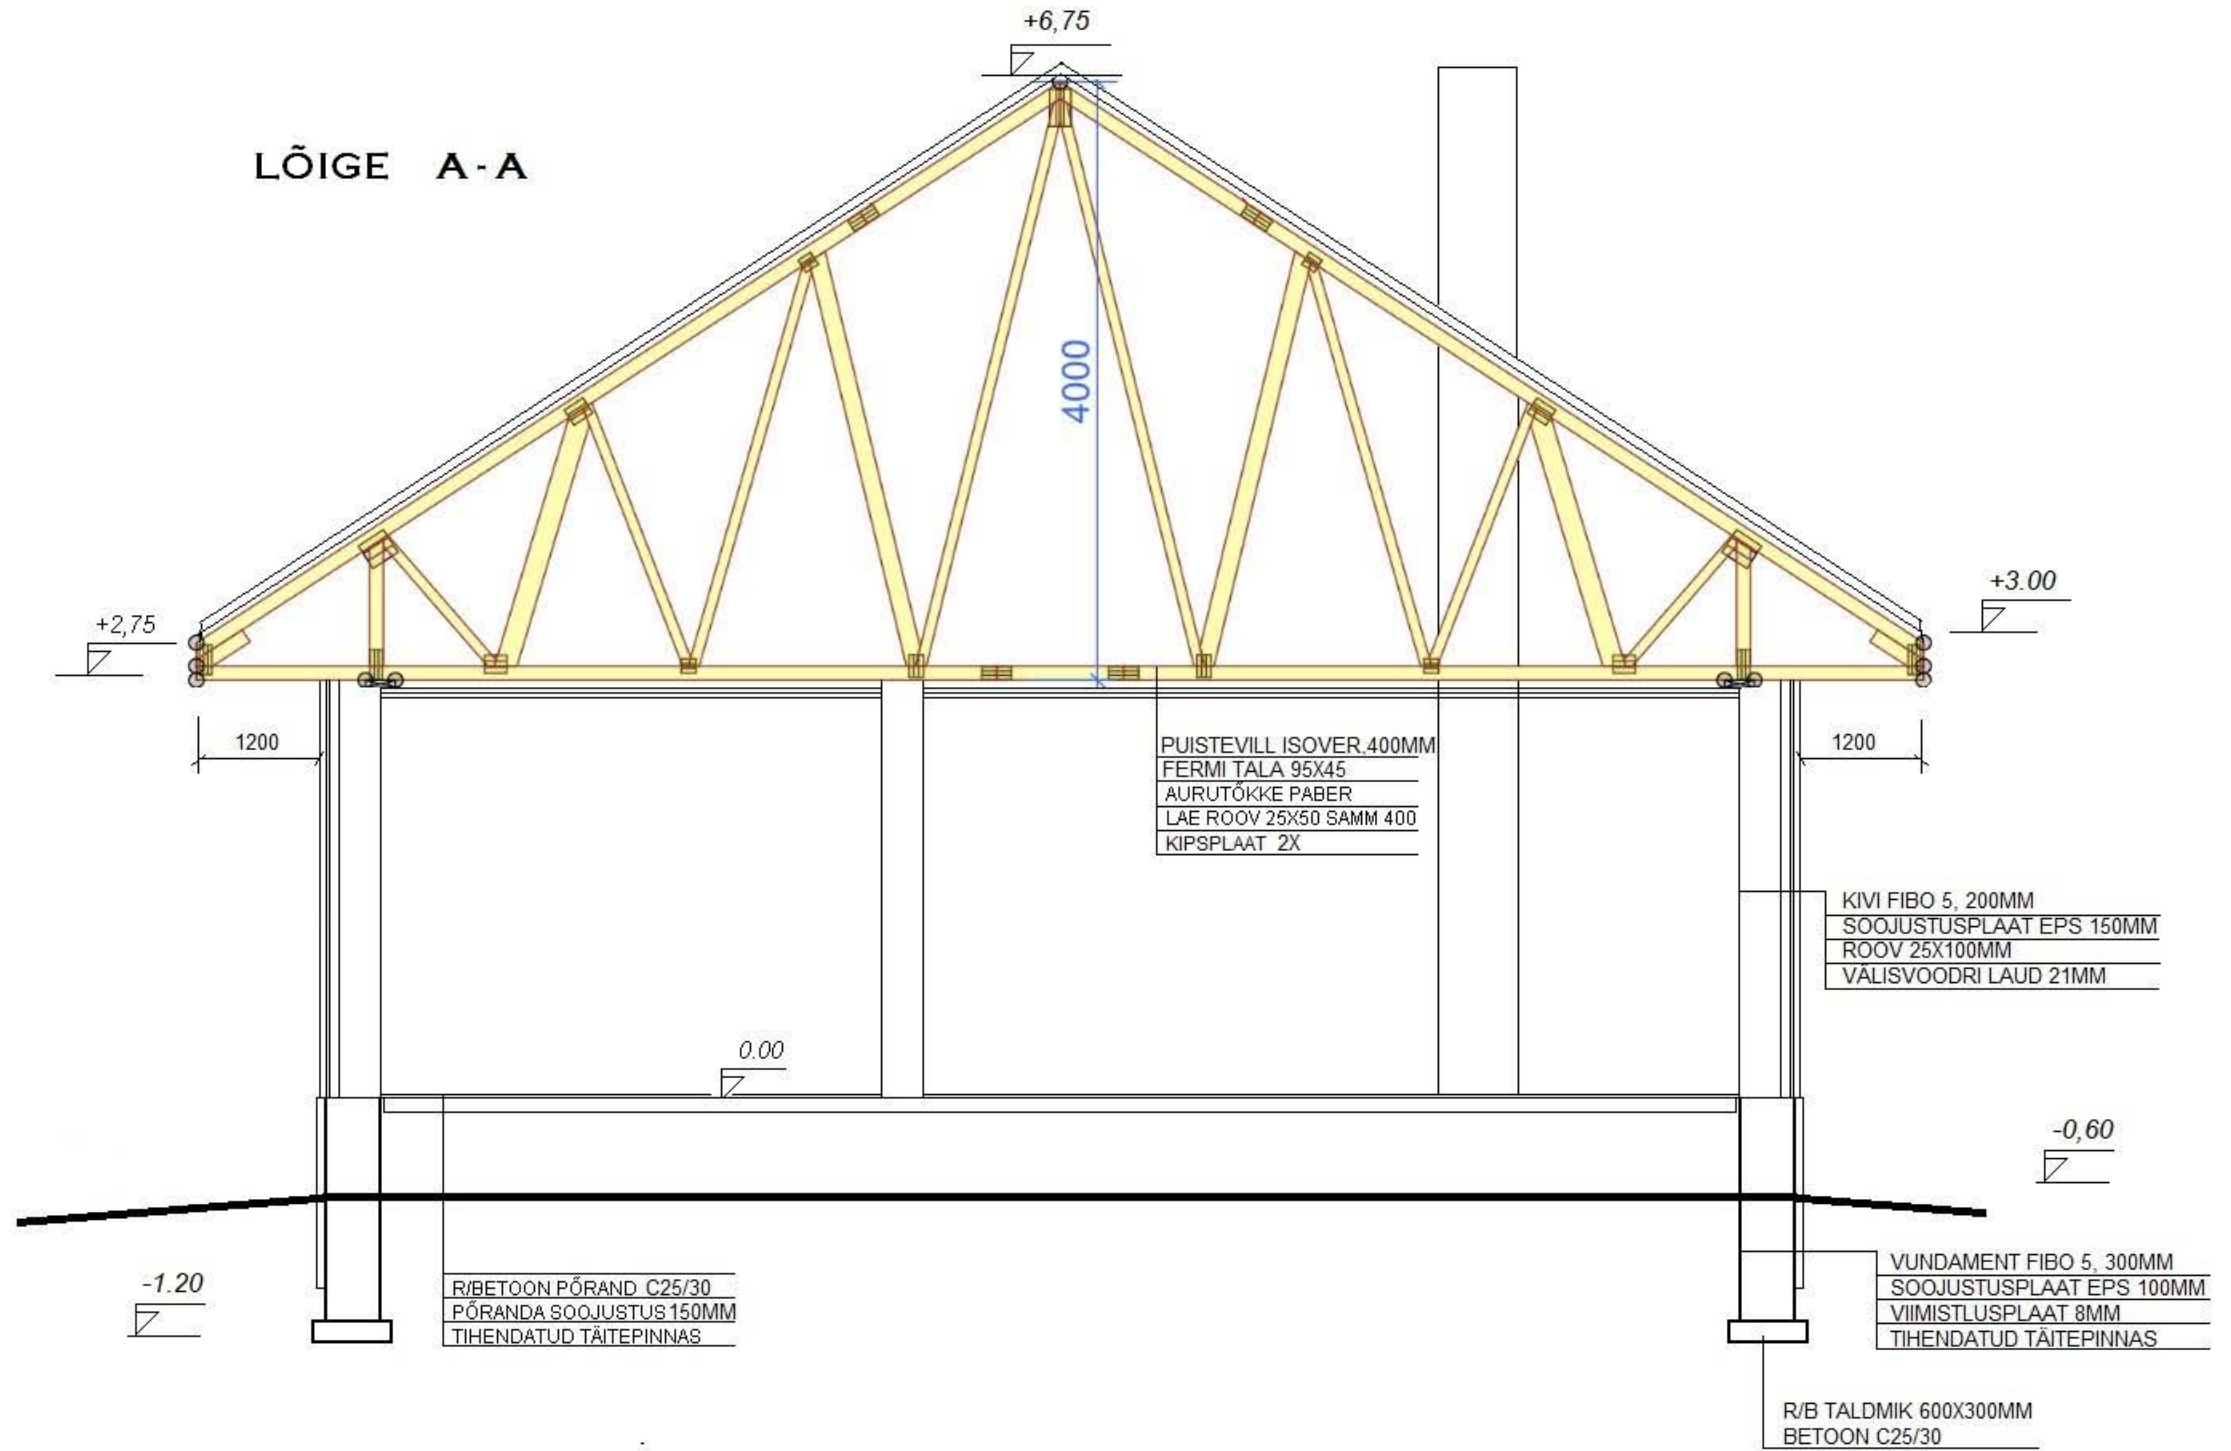 +6,75
LÕIGE A - A
4000
+3.00
+2,75
1200
1200
PUISTEVILL ISOVER.400MM
FERMI TALA 95X45
AURUTÕKKE PABER
LAE ROOV 25X50 SAMM 400
KIPSPLAAT 2X
KIVI FIBO 5, 200MM
SOOJUSTUSPLAAT EPS 150MM
ROOV 25X100MM
VÄLISVOODRI LAUD 21MM
0.00
-0,60
-1.20
R/BETOON PÕRAND C25/30
PÕRANDA SOOJUSTUS 150MM
TIHENDATUD TÄITEPINNAS
VUNDAMENT FIBO 5, 300MM
SOOJUSTUSPLAAT EPS 100MM
VIIMISTLUSPLAAT 8MM
TIHENDATUD TÄITEPINNAS
R/B TALDMIK 600X300MM
BETOON C25/30